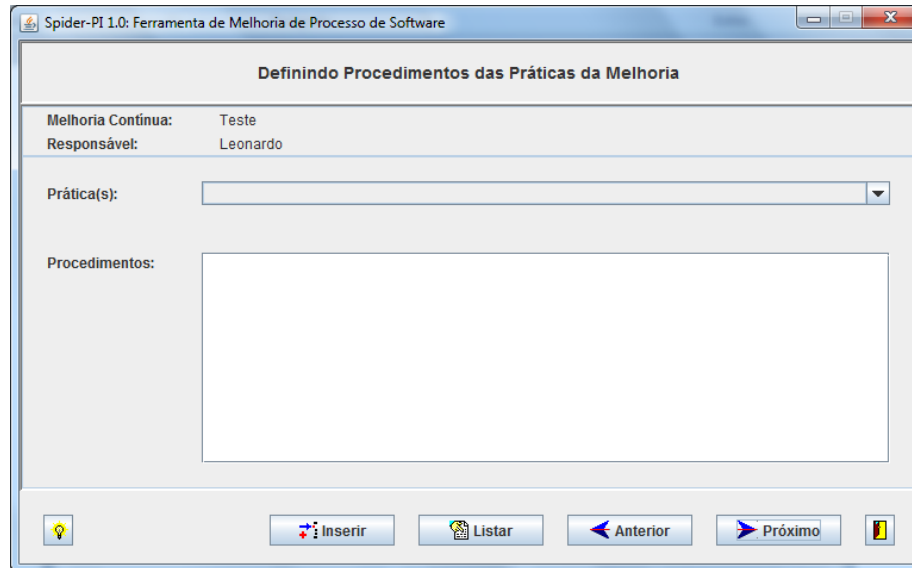 Spider-PI 1.0: Ferramenta de Melhoria de Processo de Software
Definindo Procedimentos das Práticas da Melhoria
Melhoria Contínua: Teste
Responsável: Leonardo
Prática(s):
Procedimentos:
Inserir Listar Anterior Próximo